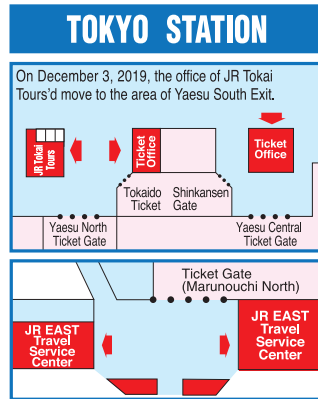 TOKYO STATION
On December 3, 2019, the office of JR Tokai
Tours'd move to the area of Yaesu South Exit.
JR Tokai
Tours
Ticket
Office
Ticket
Office
Tokaido Shinkansen
Ticket Gate
Yaesu North
Ticket Gate
Yaesu Central
Ticket Gate
Ticket Gate
(Marunouchi North)
JR EAST
Travel
Service
Center
JR EAST
Travel
Service
Center